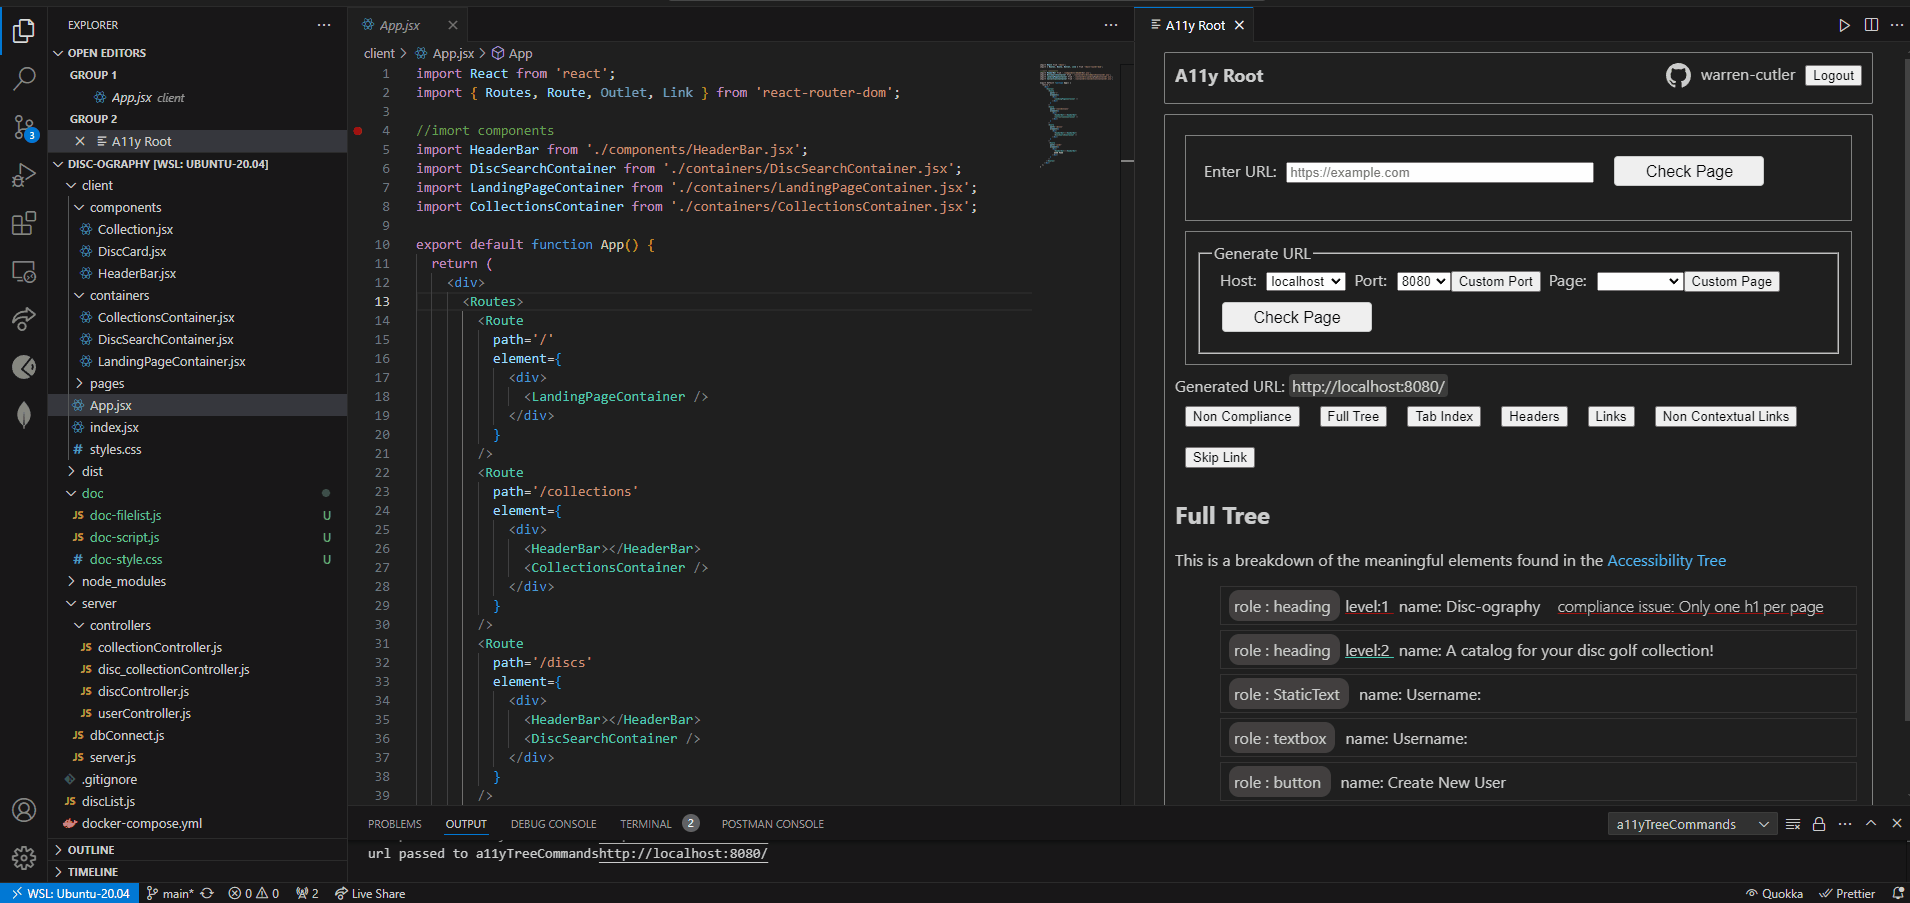 EXPLORER
OPEN EDITORS
GROUP 1
App.jsx client
GROUP 2
A11y Root
DISC-OGRAPHY [WSL: UBUNTU-20.04]
client
components
Collection.jsx
DiscCard.jsx
HeaderBar.jsx
containers
CollectionsContainer.jsx
DiscSearchContainer.jsx
LandingPageContainer.jsx
pages
App.jsx
index.jsx
# styles.css
dist
doc
JS doc-filelist.js U
JS doc-script.js U
# doc-style.css U
node_modules
server
controllers
JS collectionController.js
JS disc_collectionController.js
JS discController.js
JS userController.js
JS dbConnect.js
JS server.js
.gitignore
JS discList.js
docker-compose.yml
OUTLINE
TIMELINE
3
App.jsx
client > App.jsx > App
1 import React from 'react';
2 import { Routes, Route, Outlet, Link } from 'react-router-dom';
3
4 //imort components
5 import HeaderBar from './components/HeaderBar.jsx';
6 import DiscSearchContainer from './containers/DiscSearchContainer.jsx';
7 import LandingPageContainer from './containers/LandingPageContainer.jsx';
8 import CollectionsContainer from './containers/CollectionsContainer.jsx';
9
10 export default function App() {
11 return (
12 <div>
13 <Routes>
14 <Route
15 path='/'
16 element={
17 <div>
18 <LandingPageContainer />
19 </div>
20 }
21 />
22 <Route
23 path='/collections'
24 element={
25 <div>
26 <HeaderBar></HeaderBar>
27 <CollectionsContainer />
28 </div>
29 }
30 />
31 <Route
32 path='/discs'
33 element={
34 <div>
35 <HeaderBar></HeaderBar>
36 <DiscSearchContainer />
37 </div>
38 }
39 />
A11y Root
A11y Root warren-cutler Logout
Enter URL: https://example.com Check Page
Generate URL
Host: localhost Port: 8080 Custom Port Page: Custom Page
Check Page
Generated URL: http://localhost:8080/
Non Compliance Full Tree Tab Index Headers Links Non Contextual Links
Skip Link
Full Tree
This is a breakdown of the meaningful elements found in the Accessibility Tree
role : heading level:1 name: Disc-ography compliance issue: Only one h1 per page
role : heading level:2 name: A catalog for your disc golf collection!
role : StaticText name: Username:
role : textbox name: Username:
role : button name: Create New User
PROBLEMS OUTPUT DEBUG CONSOLE TERMINAL 2 POSTMAN CONSOLE a11yTreeCommands
url passed to a11yTreeCommandshttp://localhost:8080/
WSL: Ubuntu-20.04 main* 0 0 2 Live Share Quokka Prettier